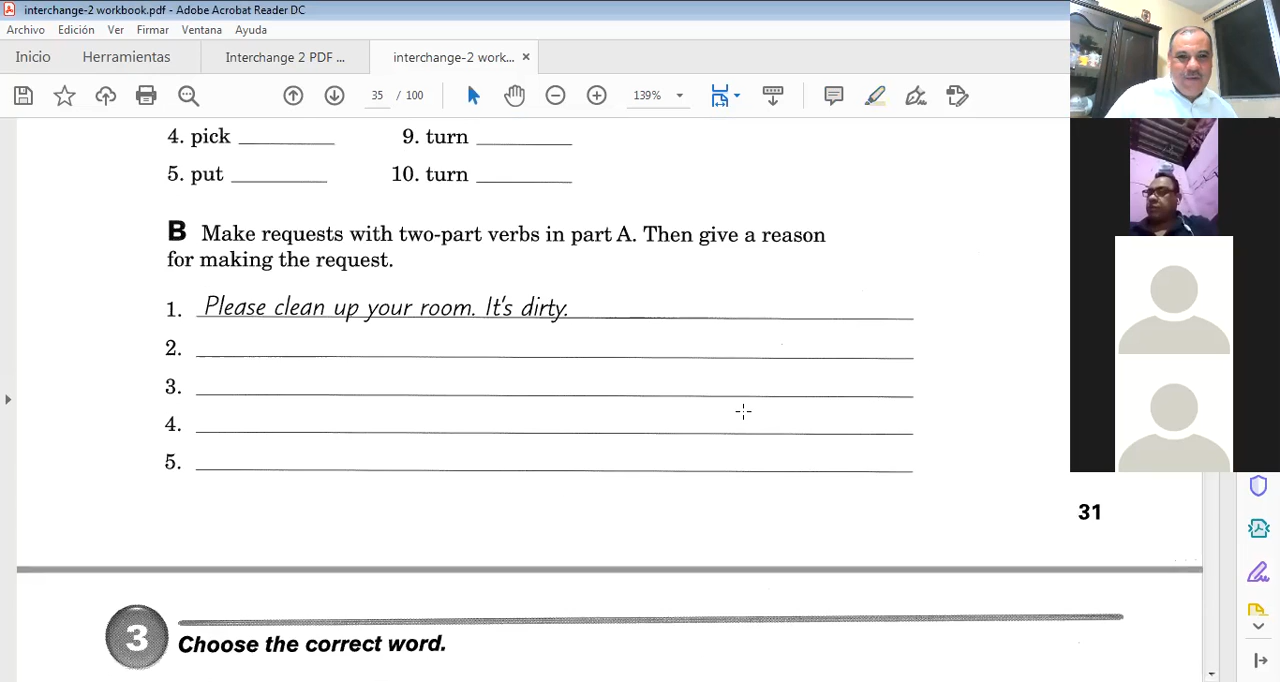 interchange-2 workbook.pdf - Adobe Acrobat Reader DC
Archivo Edición Ver Firmar Ventana Ayuda
Inicio Herramientas Interchange 2 PDF ... interchange-2 work... ×
35 / 100 139%
4. pick ________ 9. turn ________
5. put ________ 10. turn ________
B Make requests with two-part verbs in part A. Then give a reason
for making the request.
1. Please clean up your room. It's dirty.
2.
3.
4.
5.
31
3 Choose the correct word.